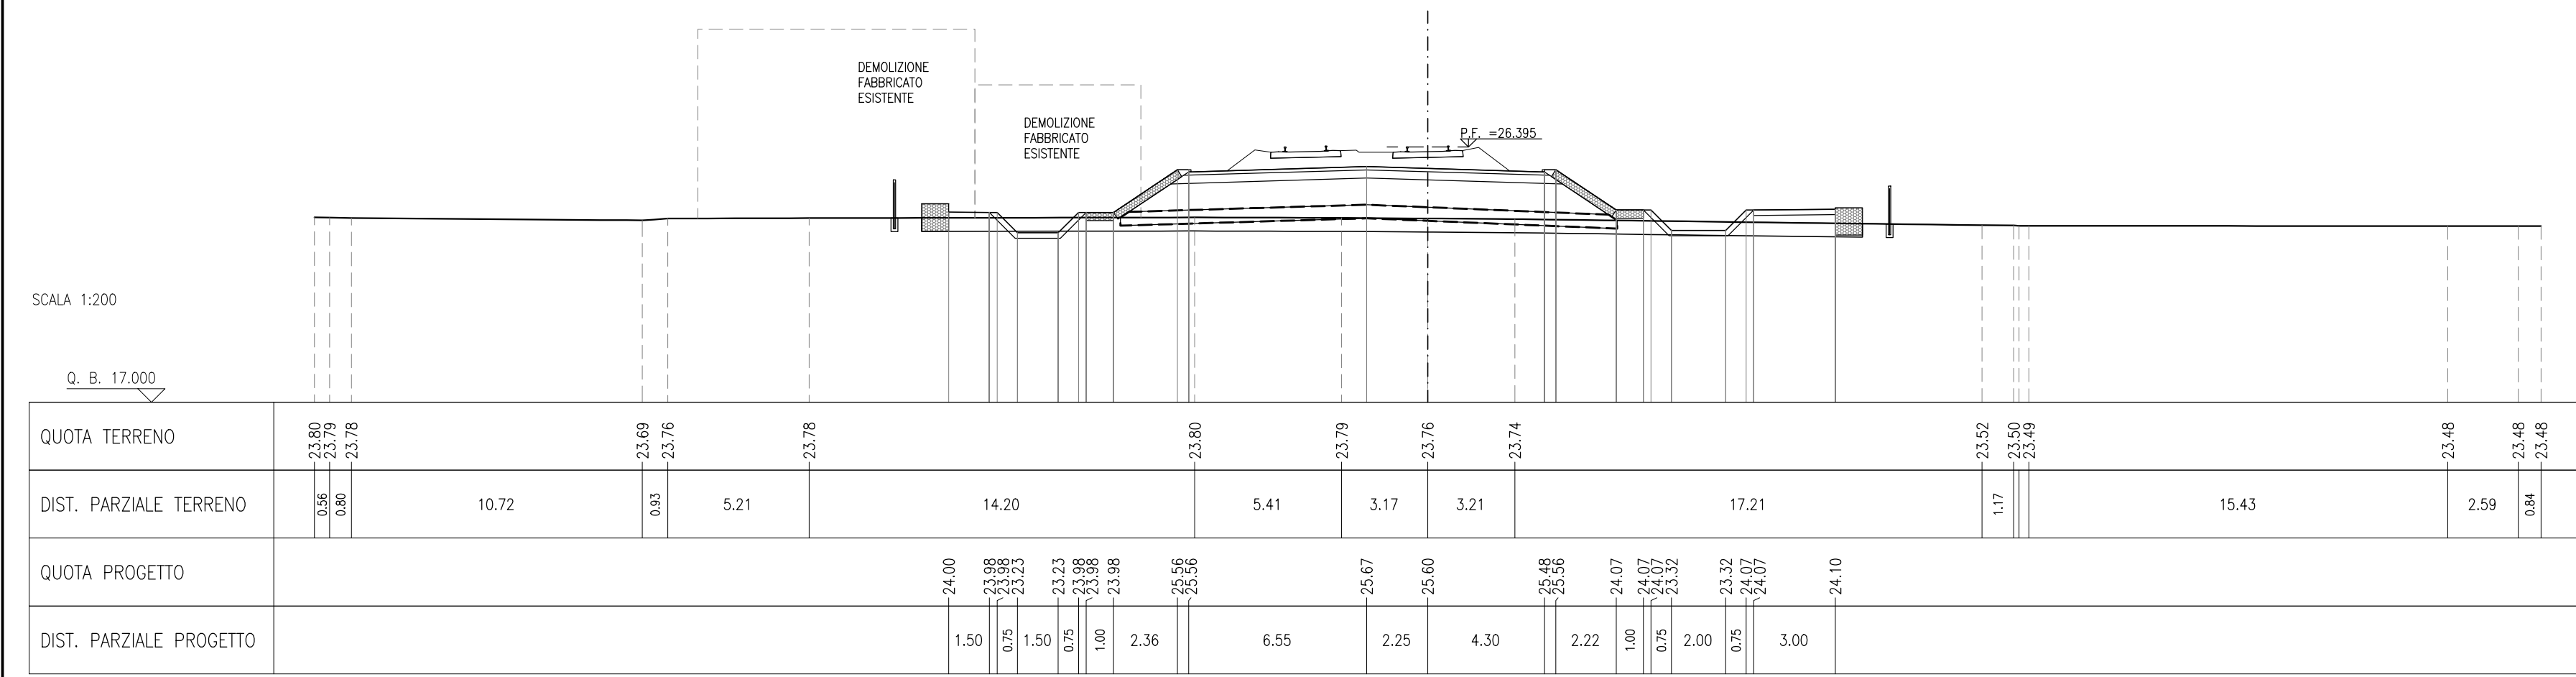 DEMOLIZIONE
FABBRICATO
ESISTENTE
DEMOLIZIONE
FABBRICATO
ESISTENTE
P.F. =26.395
SCALA 1:200
Q. B. 17.000
QUOTA TERRENO 23.80 23.79 23.78 23.69 23.76 23.78 23.80 23.79 23.76 23.74 23.52 23.50 23.49 23.48 23.48 23.48
DIST. PARZIALE TERRENO 0.56 0.80 10.72 0.93 5.21 14.20 5.41 3.17 3.21 17.21 1.17 15.43 2.59 0.84
QUOTA PROGETTO 24.00 23.98 23.98 23.23 23.23 23.98 23.98 23.98 25.56 25.56 25.67 25.60 25.48 25.56 24.07 24.07 24.07 23.32 23.32 24.07 24.07 24.10
DIST. PARZIALE PROGETTO 1.50 0.75 1.50 0.75 1.00 2.36 6.55 2.25 4.30 2.22 1.00 0.75 2.00 0.75 3.00